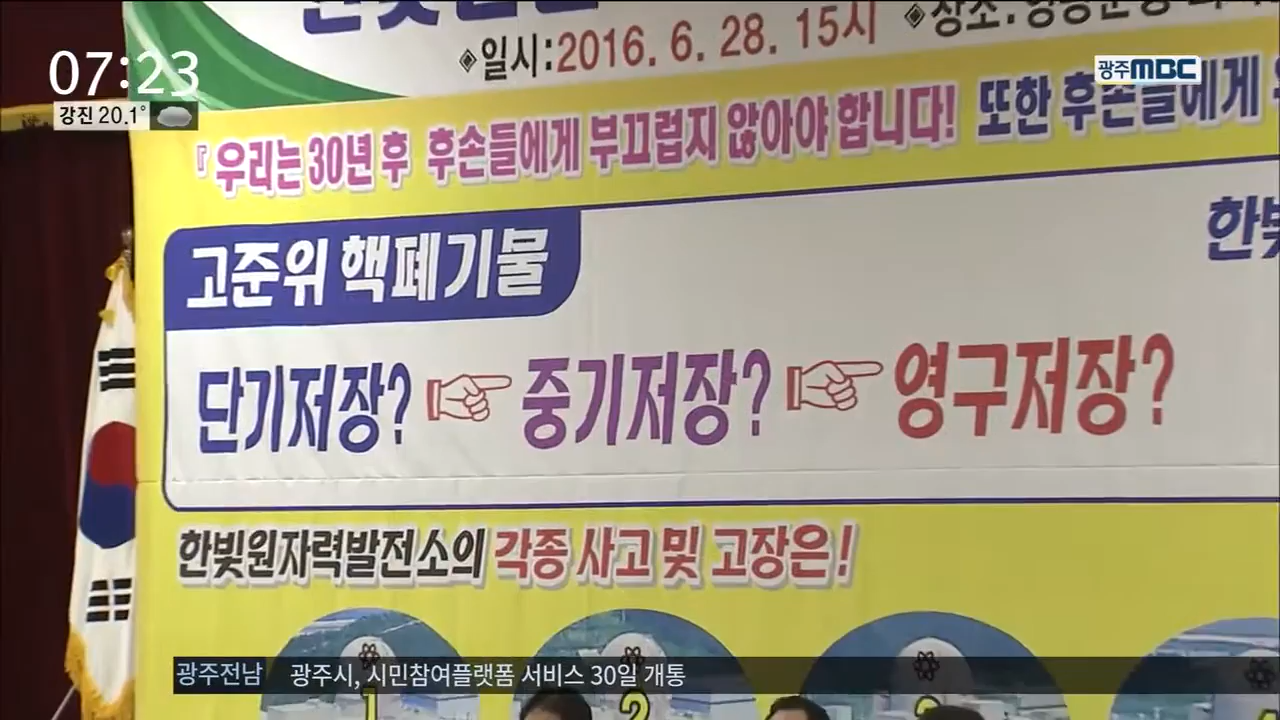 07:23
강진 20.1°
◈일시:2016. 6. 28. 15시 ◈장소:
광주MBC
『우리는 30년 후 후손들에게 부끄럽지 않아야 합니다! 또한 후손들에게
고준위 핵폐기물
단기저장? ☞ 중기저장? ☞ 영구저장?
한빛원자력발전소의 각종 사고 및 고장은!
1 2
광주전남 광주시, 시민참여플랫폼 서비스 30일 개통